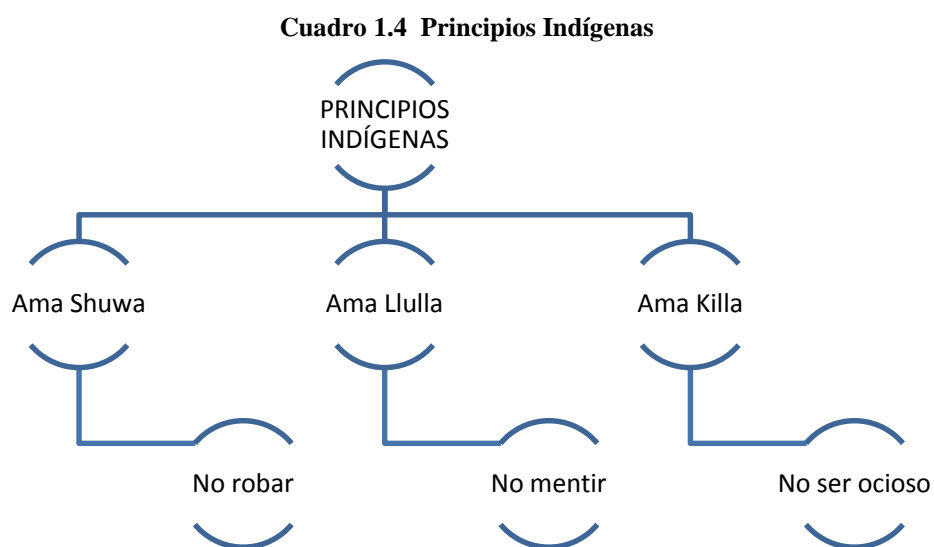 Cuadro 1.4  Principios Indígenas
PRINCIPIOS
INDÍGENAS
Ama Shuwa
Ama Llulla
Ama Killa
No robar
No mentir
No ser ocioso